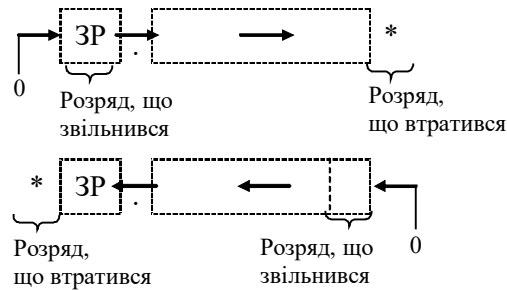 ЗР . *
0
Розряд, що
звільнився
Розряд,
що втратився
* ЗР .
Розряд,
що втратився
Розряд, що
звільнився
0